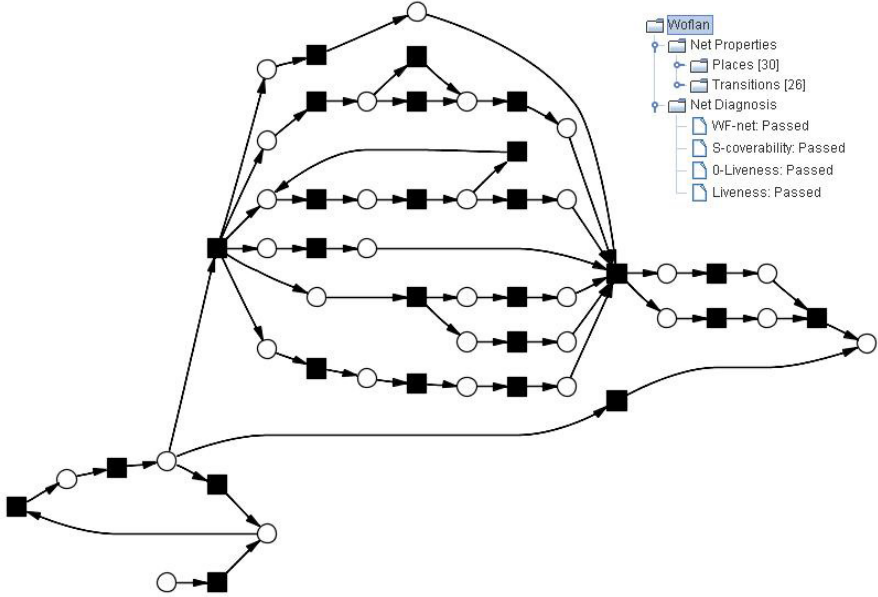 Woflan
Net Properties
Places [30]
Transitions [26]
Net Diagnosis
WF-net: Passed
S-coverability: Passed
0-Liveness: Passed
Liveness: Passed